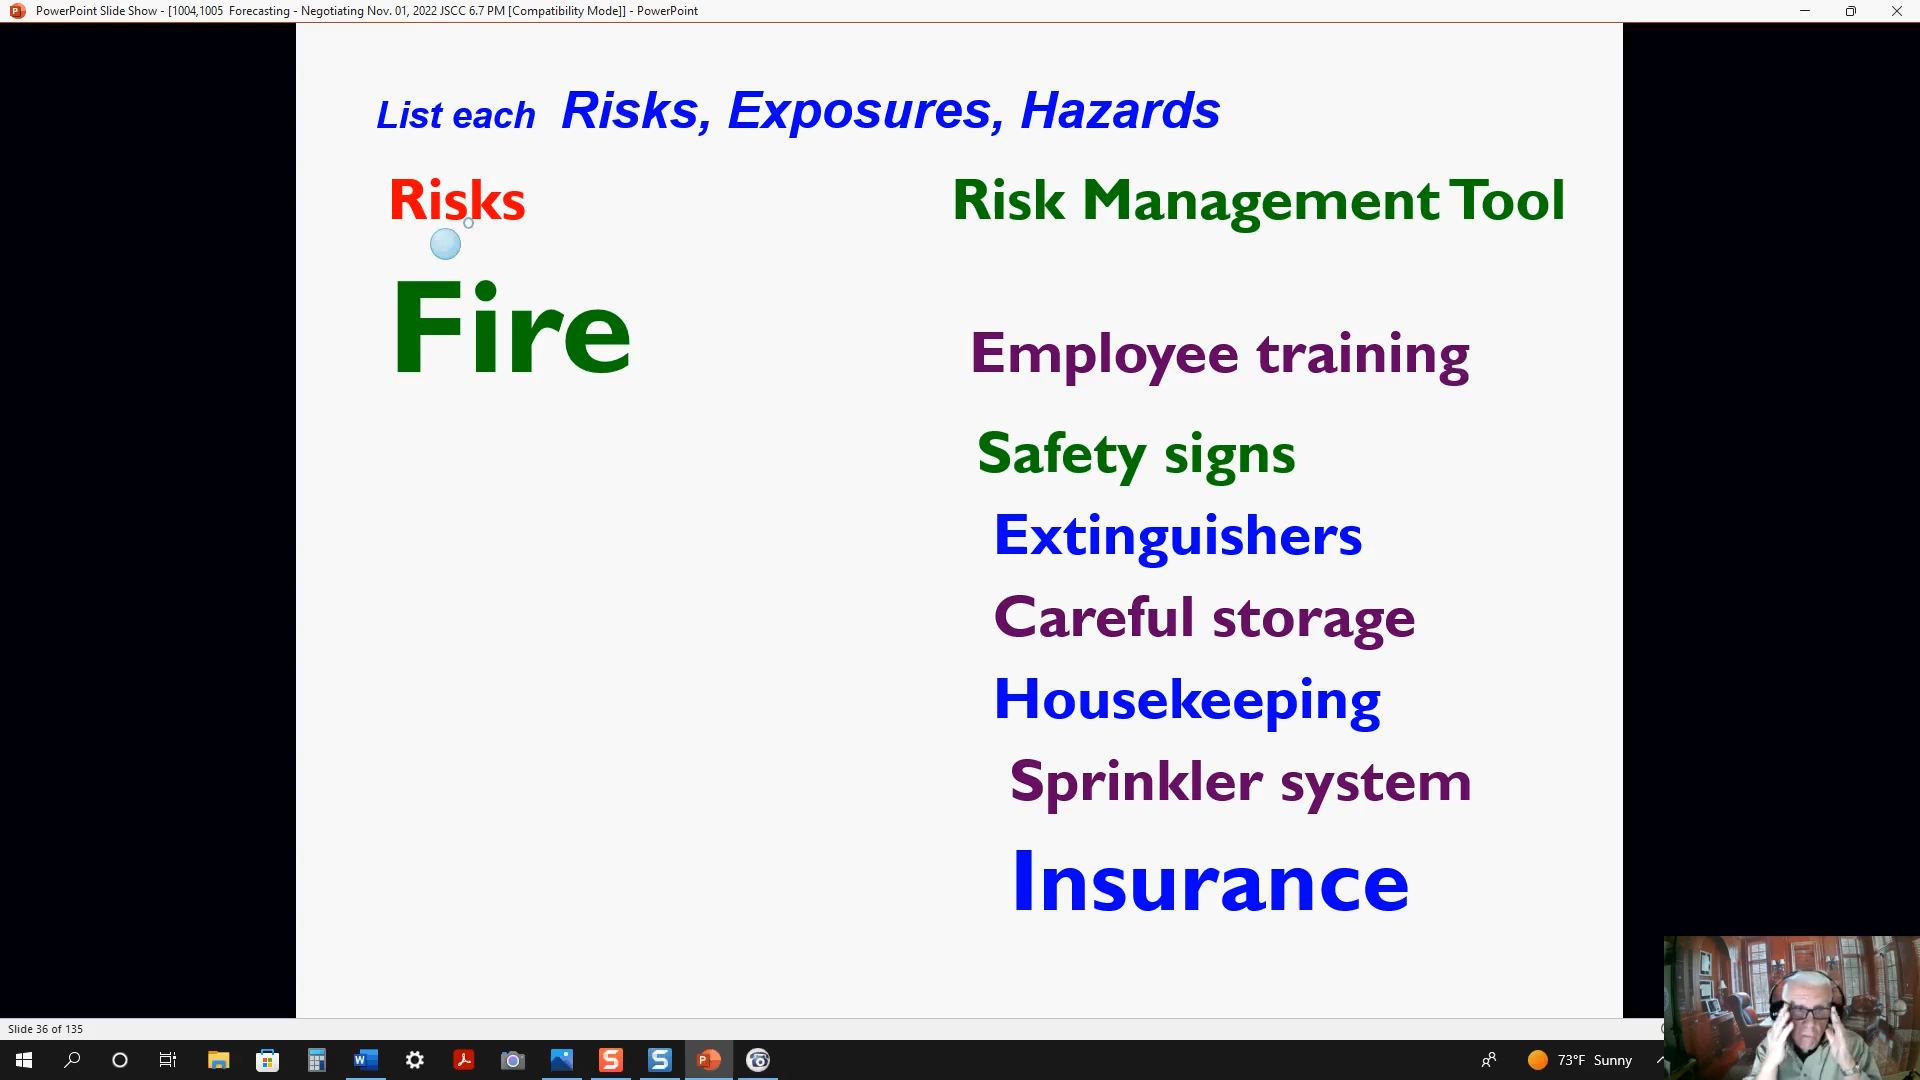 PowerPoint Slide Show - [1004,1005  Forecasting - Negotiating Nov. 01, 2022 JSCC 6.7 PM [Compatibility Mode]] - PowerPoint
List each  Risks, Exposures, Hazards
Risks
Risk Management Tool
Fire
Employee training
Safety signs
Extinguishers
Careful storage
Housekeeping
Sprinkler system
Insurance
Slide 36 of 135
73°F  Sunny